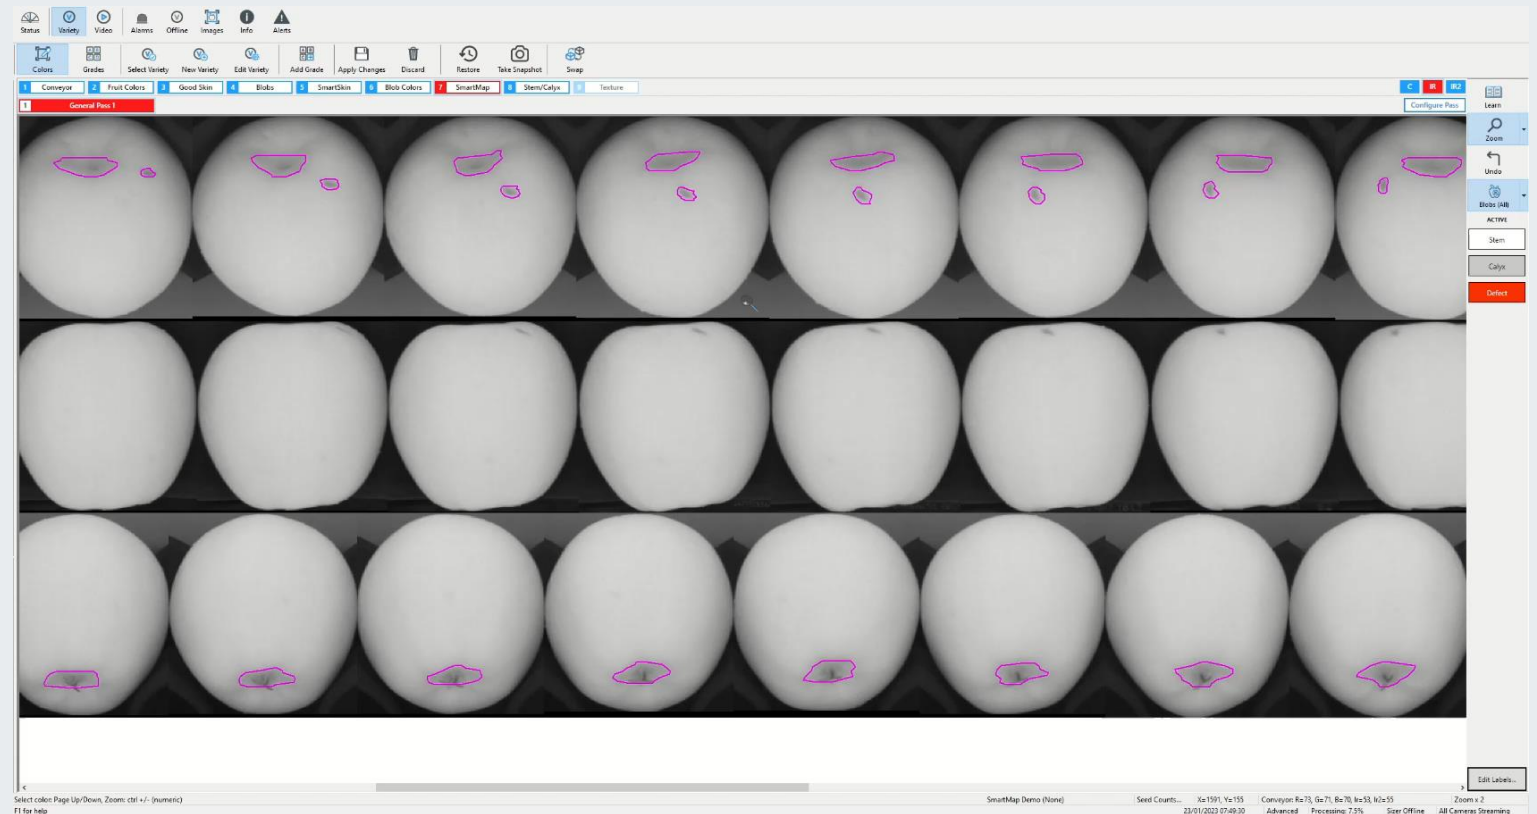 Status Variety Video Alarms Offline Images Info Alerts
Colors Grades Select Variety New Variety Edit Variety Add Grade Apply Changes Discard Restore Take Snapshot Swap
1 Conveyor 2 Fruit Colors 3 Good Skin 4 Blobs 5 SmartSkin 6 Blob Colors 7 SmartMap 8 Stem/Calyx Texture C IR IR2
1 General Pass 1 Configure Pass
Learn
Zoom
Undo
Blobs (All)
ACTIVE
Stem
Calyx
Defect
Edit Labels...
Select color: Page Up/Down, Zoom: ctrl +/- (numeric) SmartMap Demo (None) Seed Counts... X=1591, Y=155 Conveyor: R=73, G=71, B=70, Ir=53, Ir2=55 Zoom x 2
F1 for help 23/01/2023 07:49:30 Advanced Processing: 7.5% Sizer Offline All Cameras Streaming